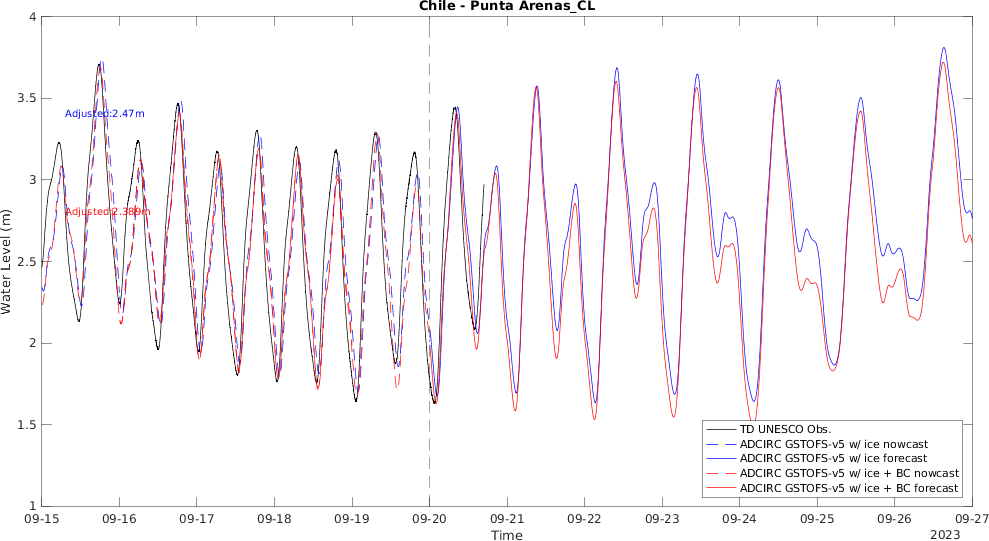 Chile - Punta Arenas_CL
4
3.5
3
2.5
2
1.5
1
Water Level (m)
Adjusted:2.47m
Adjusted:2.389m
TD UNESCO Obs.
ADCIRC GSTOFS-v5 w/ ice nowcast
ADCIRC GSTOFS-v5 w/ ice forecast
ADCIRC GSTOFS-v5 w/ ice + BC nowcast
ADCIRC GSTOFS-v5 w/ ice + BC forecast
09-15 09-16 09-17 09-18 09-19 09-20 09-21 09-22 09-23 09-24 09-25 09-26 09-27
Time
2023